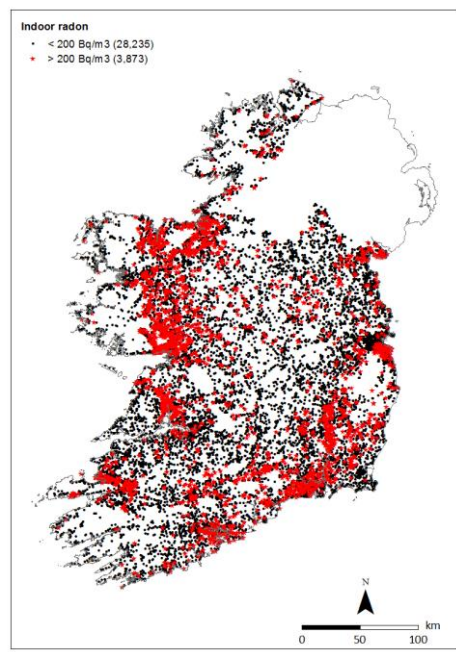 Indoor radon
< 200 Bq/m3 (28,235)
> 200 Bq/m3 (3,873)
N
km
0 50 100